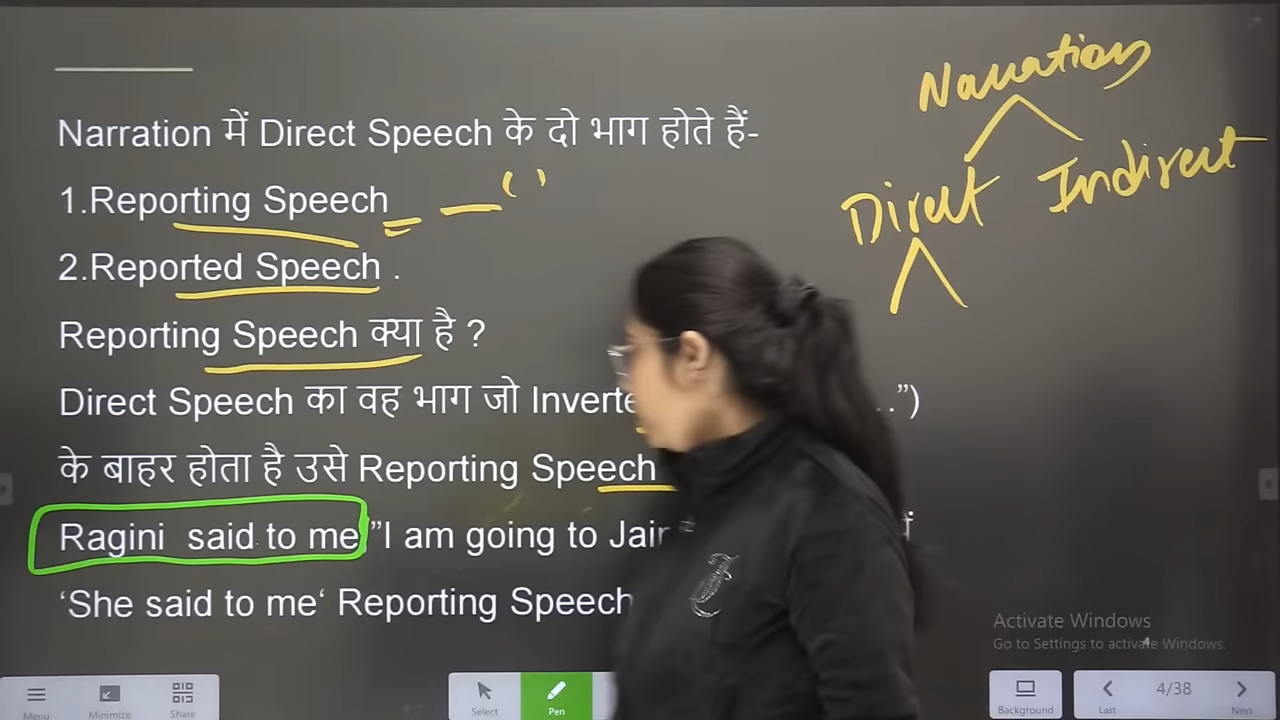 Narration
Direct Indirect
Narration में Direct Speech के दो भाग होते हैं-
1.Reporting Speech
2.Reported Speech .
Reporting Speech क्या है ?
Direct Speech का वह भाग जो ..”)
के बाहर होता है उसे Reporting Speech
Ragini said to me ”I am going to
‘She said to me‘ Reporting Speech
Activate Windows
Go to Settings to activate Windows.
4
Menu Minimize Share Select Pen Background Last 4/38 Next